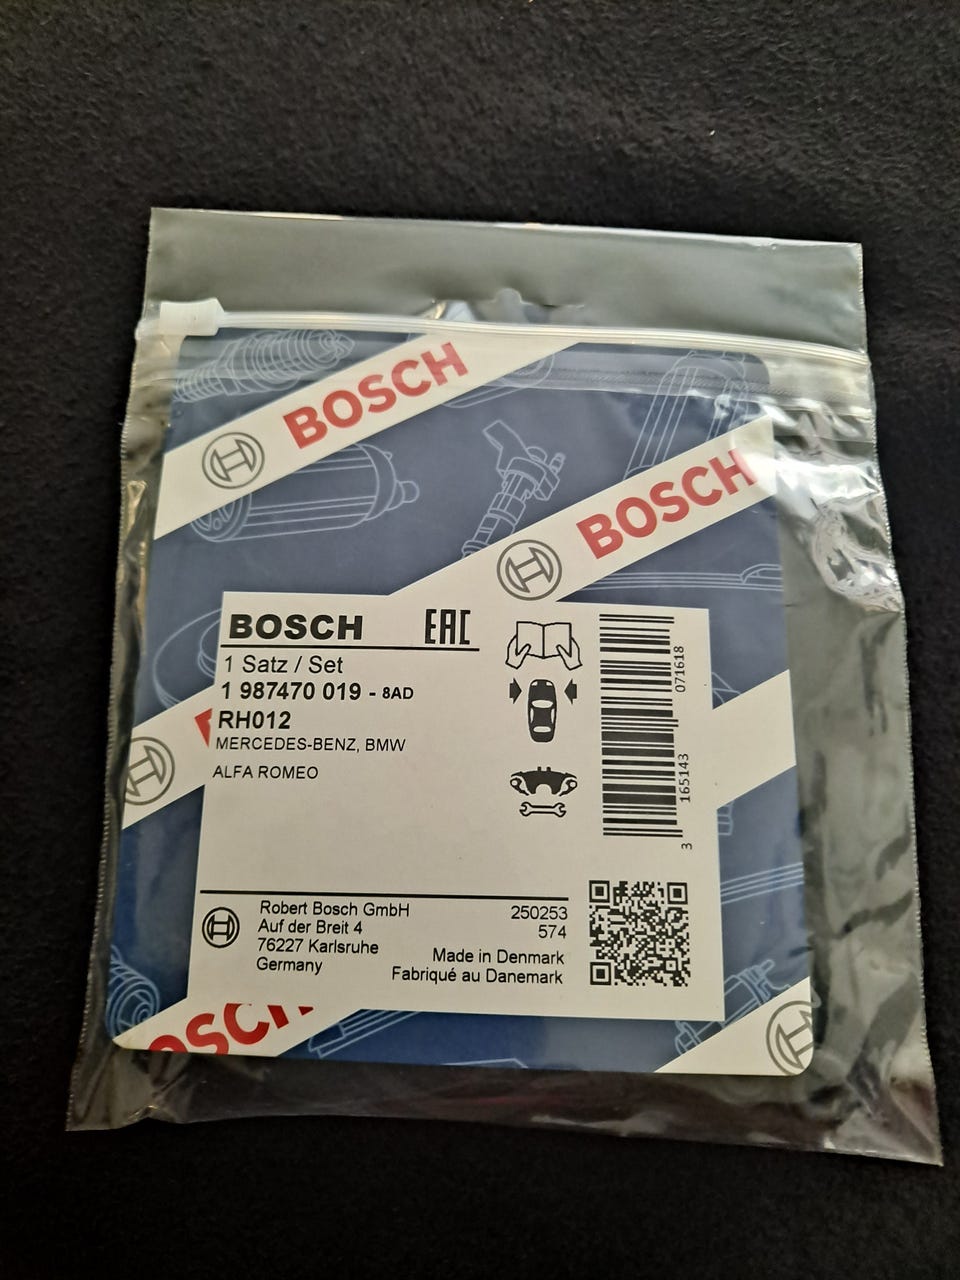 BOSCH
BOSCH
BOSCH
EAC
1 Satz / Set
1 987470 019 - 8AD
RH012
MERCEDES-BENZ, BMW
ALFA ROMEO
3 165143 071618
Robert Bosch GmbH
Auf der Breit 4
76227 Karlsruhe
Germany
250253
574
Made in Denmark
Fabriqué au Danemark
BOSCH